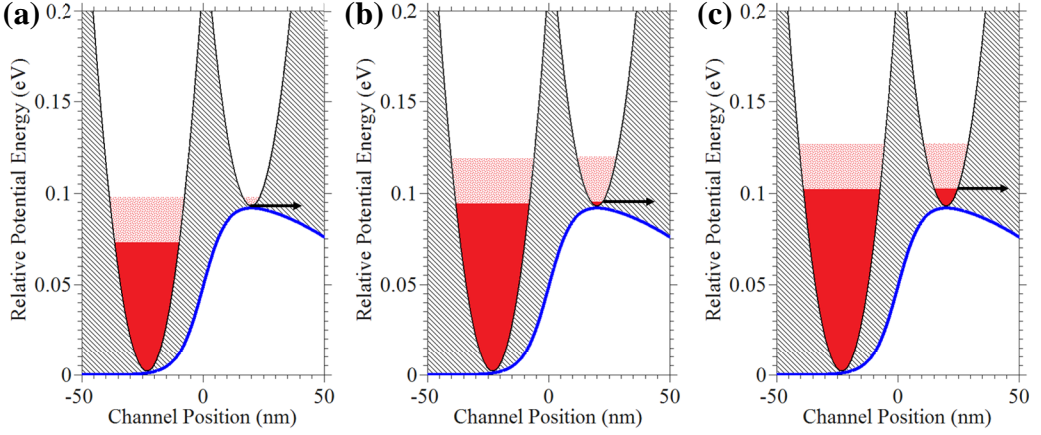 (a) (b) (c)
0.2 0.2 0.2
0.15 0.15 0.15
0.1 0.1 0.1
0.05 0.05 0.05
0 0 0
Relative Potential Energy (eV) Relative Potential Energy (eV) Relative Potential Energy (eV)
-50 0 50 -50 0 50 -50 0 50
Channel Position (nm) Channel Position (nm) Channel Position (nm)